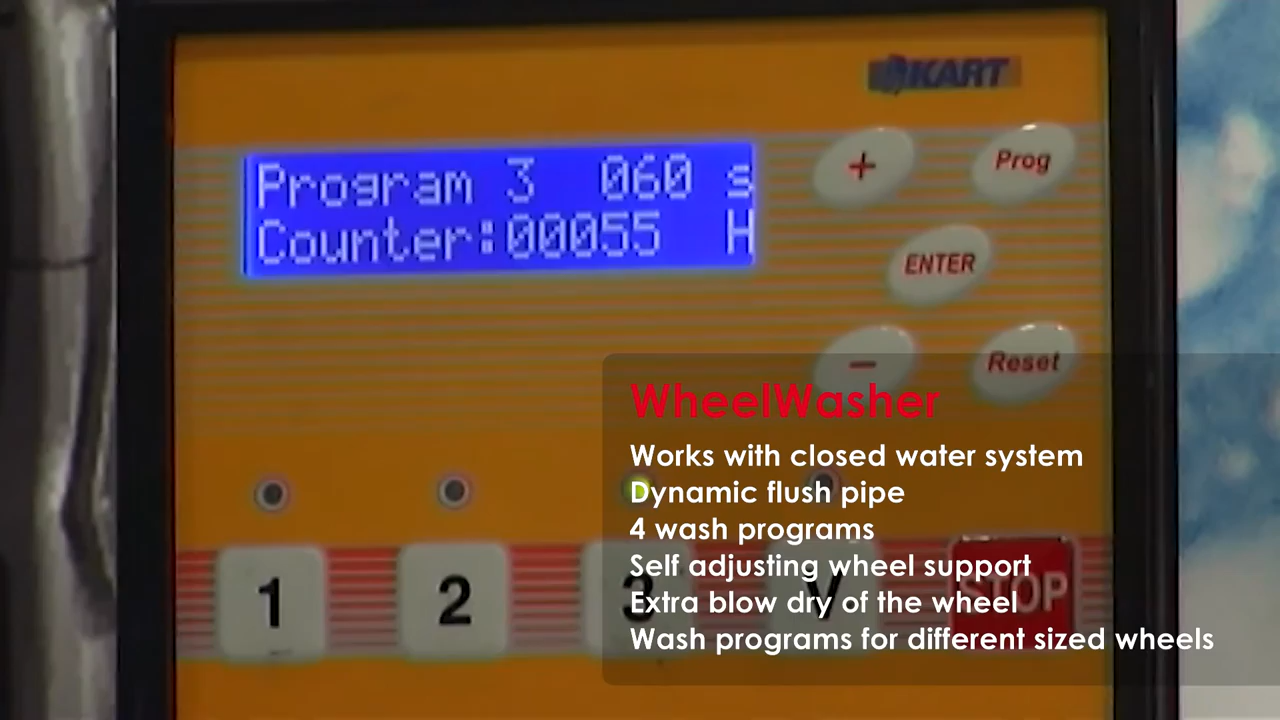 KART
Program 3 060 s
Counter:00055 H
+
Prog
ENTER
-
Reset
WheelWasher
Works with closed water system
Dynamic flush pipe
4 wash programs
Self adjusting wheel support
Extra blow dry of the wheel
Wash programs for different sized wheels
1
2
3
V
STOP